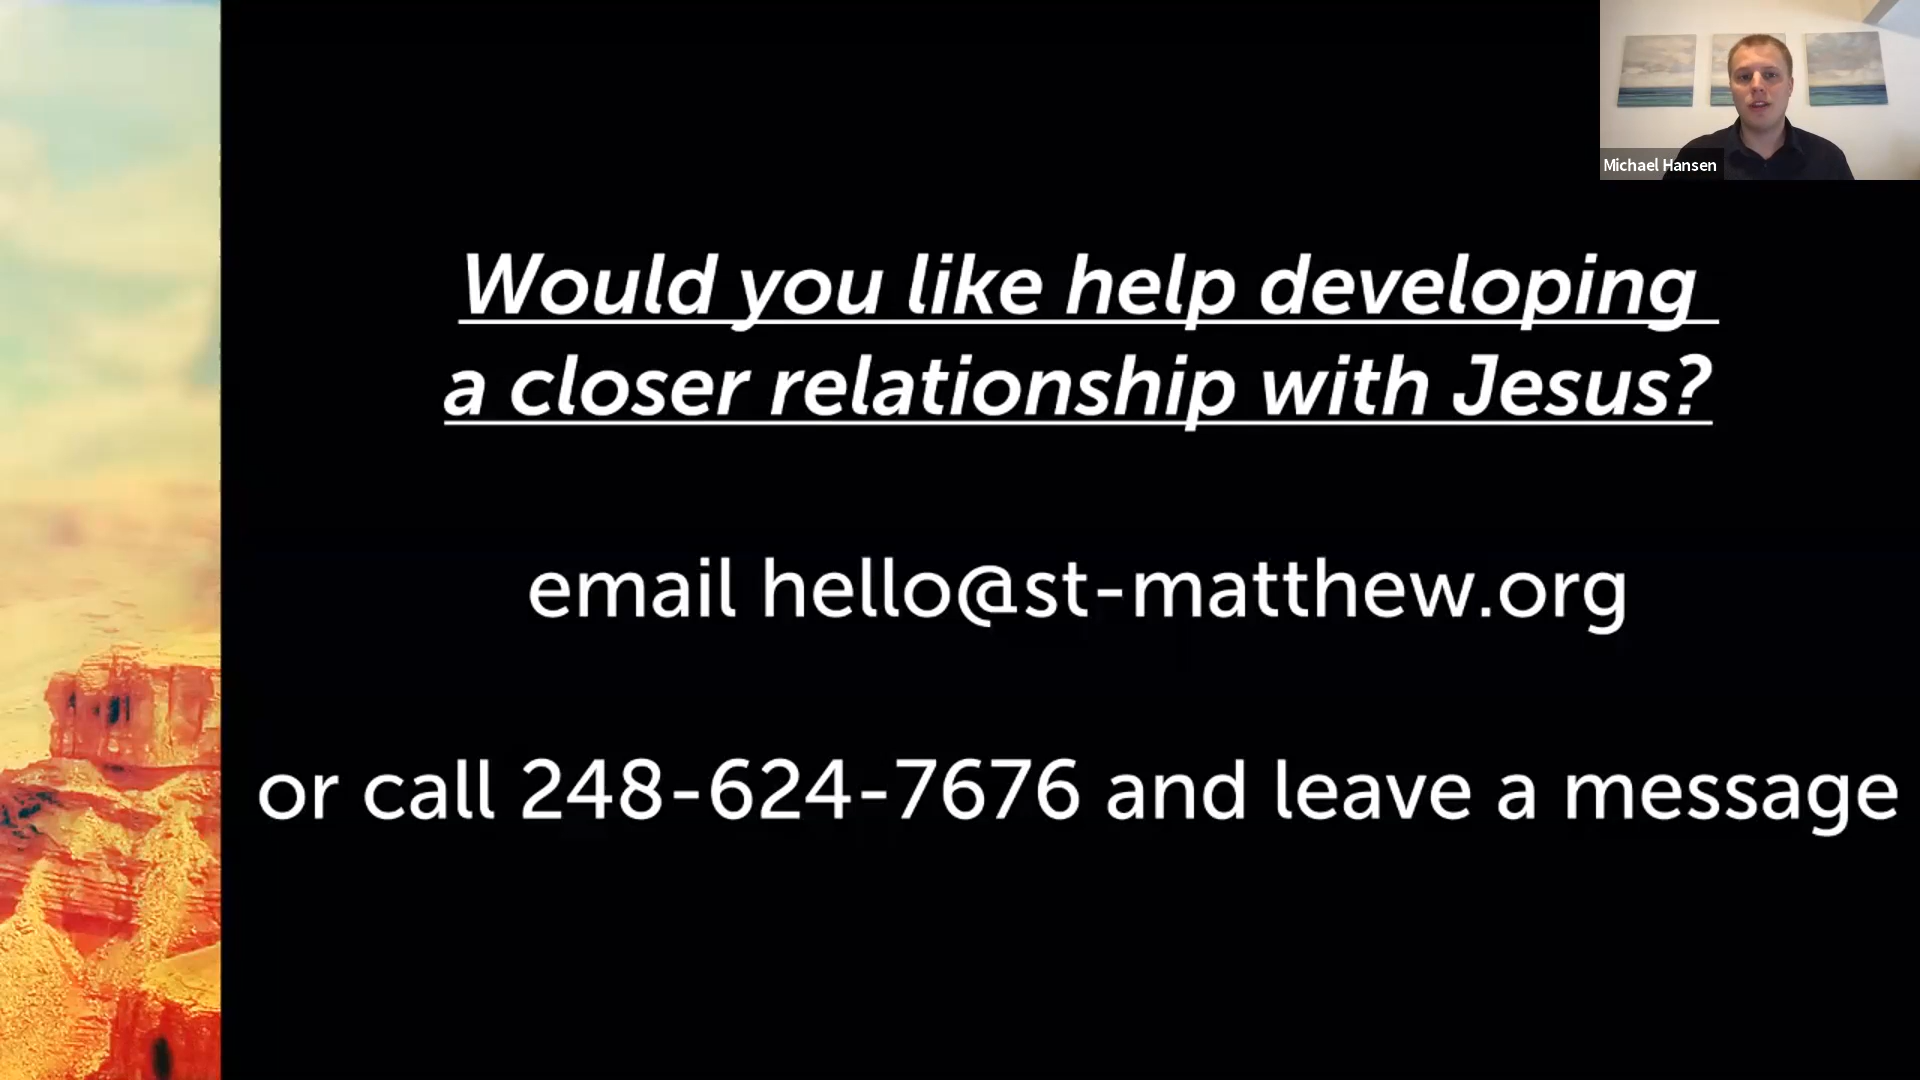 Michael Hansen
Would you like help developing
a closer relationship with Jesus?
email hello@st-matthew.org
or call 248-624-7676 and leave a message